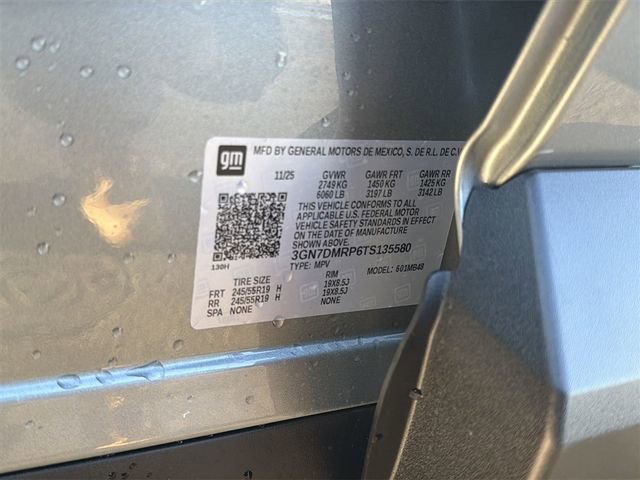 gm MFD BY GENERAL MOTORS DE MEXICO, S. DE R.L. DE C.V
11/25 GVWR GAWR FRT GAWR RR
2749 KG 1450 KG 1425 KG
6060 LB 3197 LB 3142 LB
THIS VEHICLE CONFORMS TO ALL
APPLICABLE U.S. FEDERAL MOTOR
VEHICLE SAFETY STANDARDS IN EFFECT
ON THE DATE OF MANUFACTURE
SHOWN ABOVE.
3GN7DMRP6TS135580
130H TYPE: MPV MODEL: 601MB48
TIRE SIZE RIM
FRT 245/55R19 H 19X8.5J
RR 245/55R19 H 19X8.5J
SPA NONE NONE